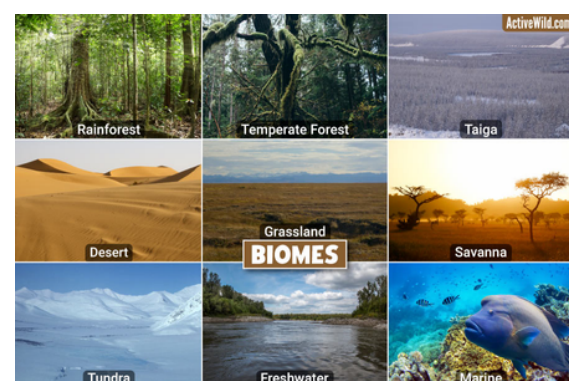 ActiveWild.com
Rainforest
Temperate Forest
Taiga
Desert
Grassland
Savanna
BIOMES
Tundra
Freshwater
Marine